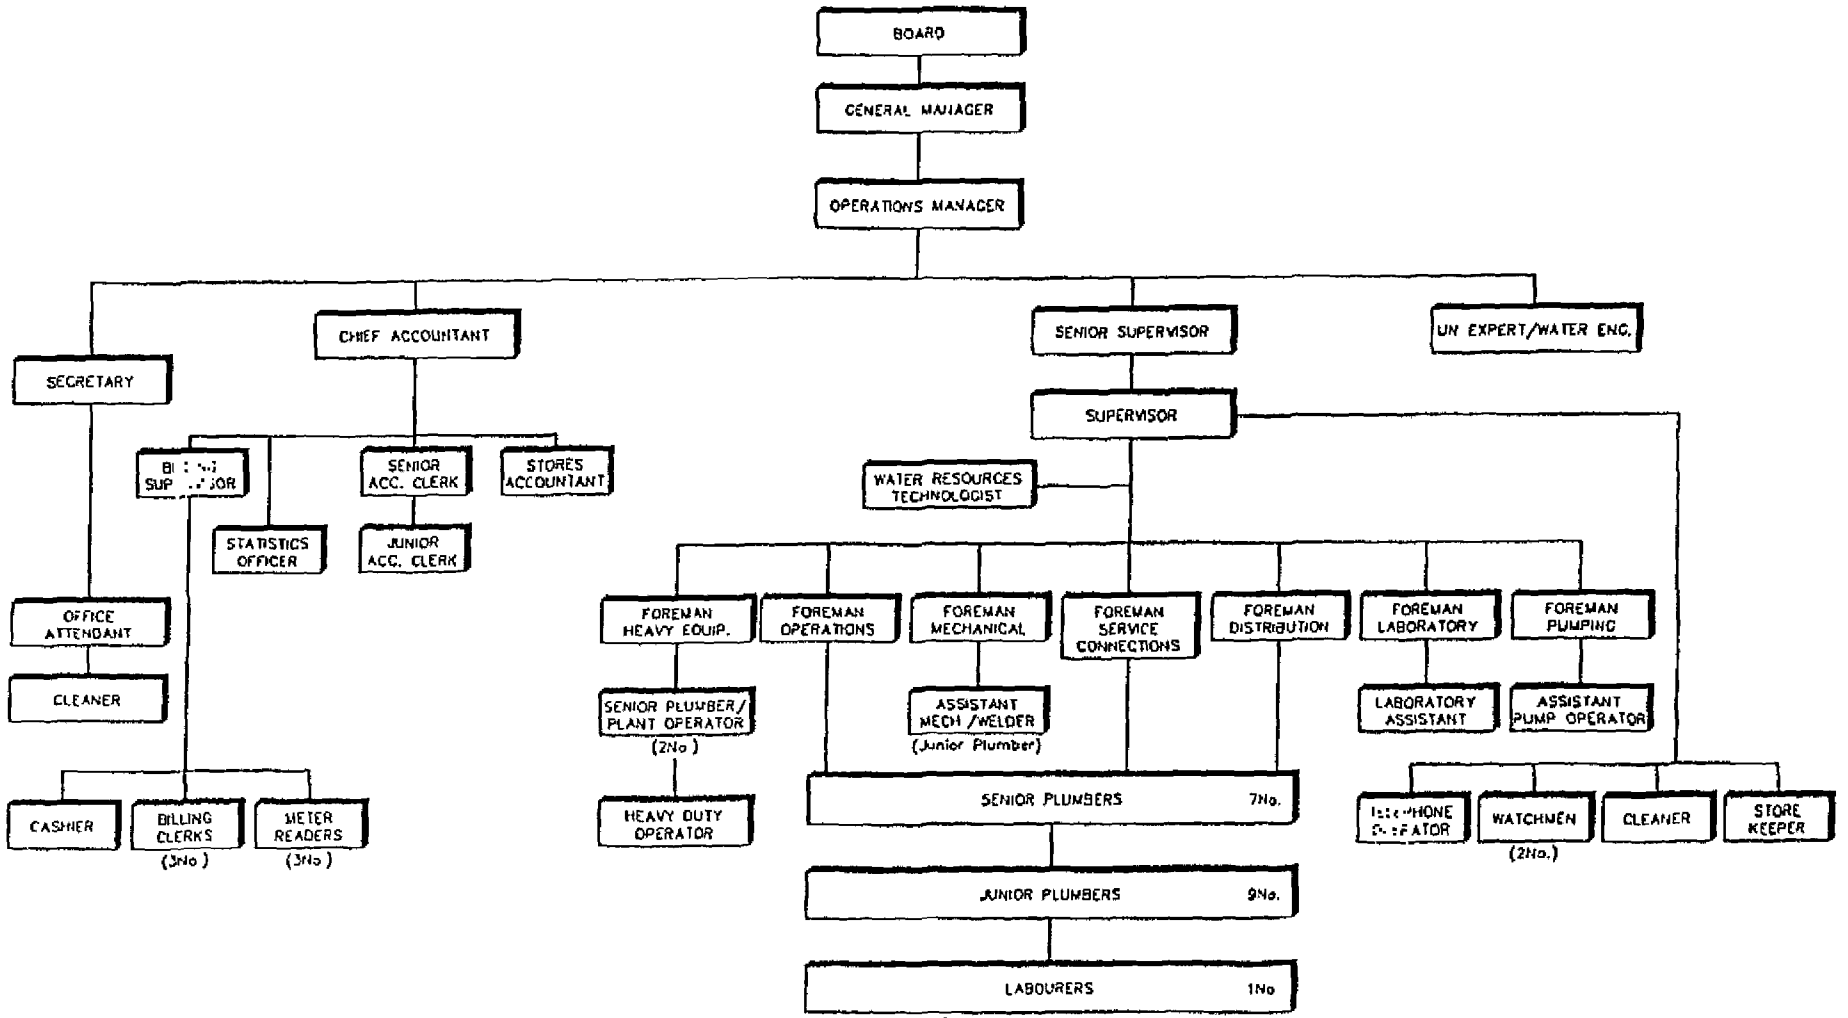 BOARD
GENERAL MANAGER
OPERATIONS MANAGER
CHIEF ACCOUNTANT
SENIOR SUPERVISOR
UN EXPERT/WATER ENG.
SECRETARY
SUPERVISOR
SENIOR
ACC. CLERK
STORES
ACCOUNTANT
WATER RESOURCES
TECHNOLOGIST
STATISTICS
OFFICER
JUNIOR
ACC. CLERK
OFFICE
ATTENDANT
FOREMAN
HEAVY EQUIP.
FOREMAN
OPERATIONS
FOREMAN
MECHANICAL
FOREMAN
SERVICE
CONNECTIONS
FOREMAN
DISTRIBUTION
FOREMAN
LABORATORY
FOREMAN
PUMPING
CLEANER
SENIOR PLUMBER/
PLANT OPERATOR
(2No)
ASSISTANT
MECH /WELDER
(Junior Plumber)
LABORATORY
ASSISTANT
ASSISTANT
PUMP OPERATOR
CASHIER
BILLING
CLERKS
(3No)
METER
READERS
(3No)
HEAVY DUTY
OPERATOR
SENIOR PLUMBERS 7No.
WATCHMEN
(2No.)
CLEANER
STORE
KEEPER
JUNIOR PLUMBERS 9No.
LABOURERS 1No